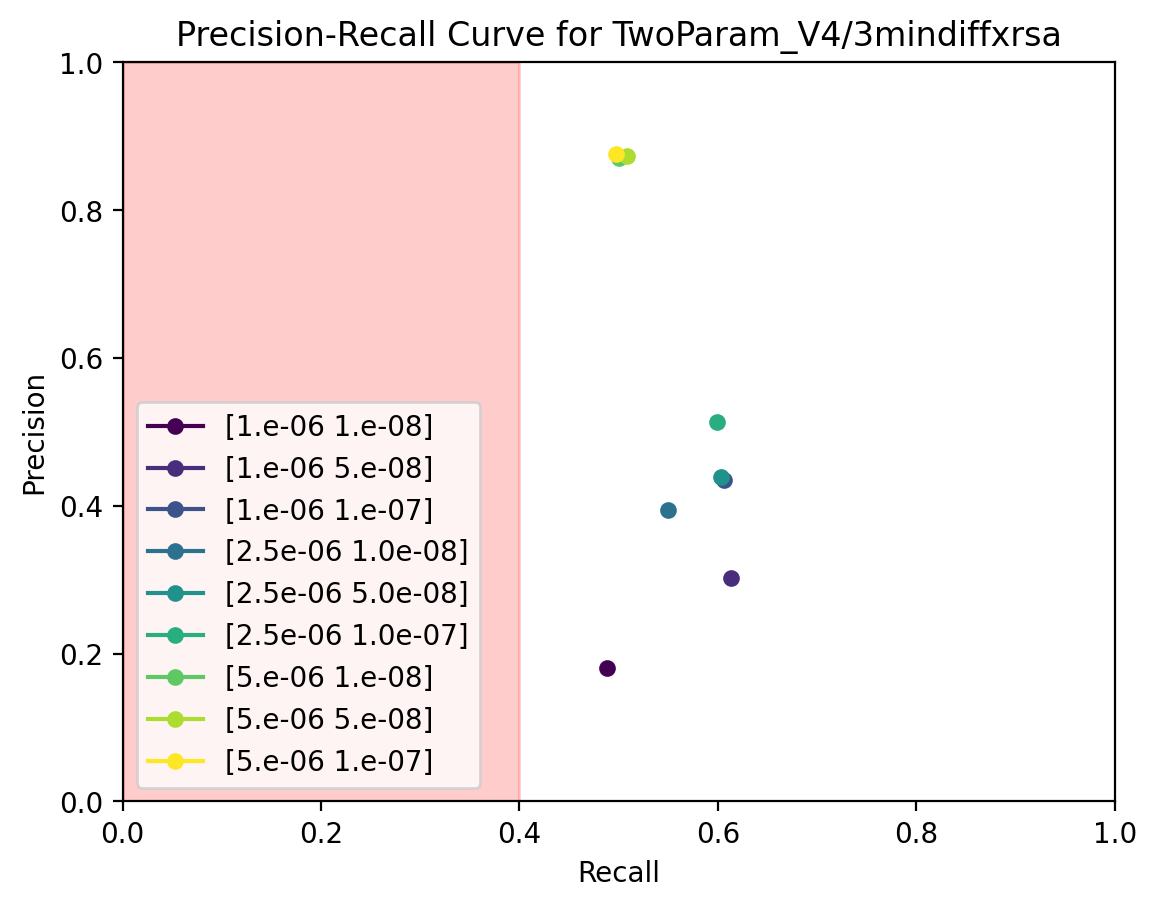 Precision-Recall Curve for TwoParam_V4/3mindiffxrsa
1.0
0.8
0.6
0.4
0.2
0.0
Precision
[1.e-06 1.e-08]
[1.e-06 5.e-08]
[1.e-06 1.e-07]
[2.5e-06 1.0e-08]
[2.5e-06 5.0e-08]
[2.5e-06 1.0e-07]
[5.e-06 1.e-08]
[5.e-06 5.e-08]
[5.e-06 1.e-07]
0.0 0.2 0.4 0.6 0.8 1.0
Recall